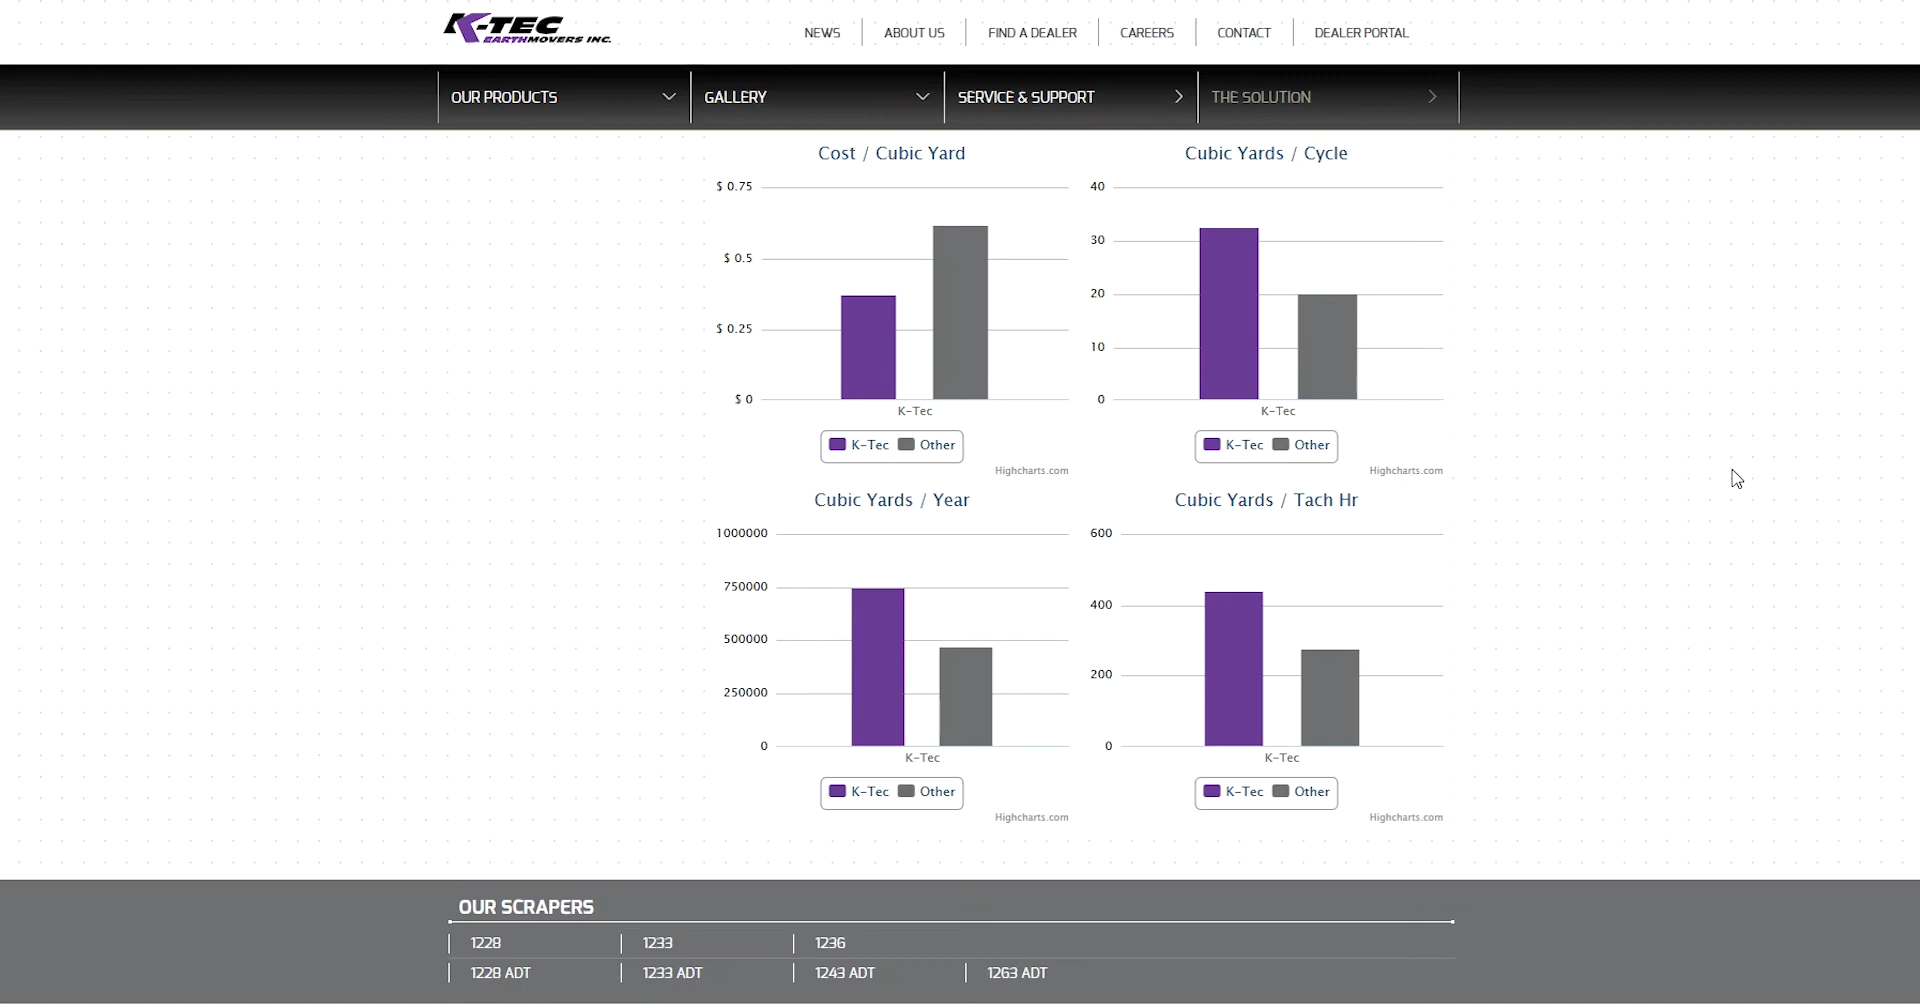 K-TEC
EARTHMOVERS INC.
NEWS
ABOUT US
FIND A DEALER
CAREERS
CONTACT
DEALER PORTAL
OUR PRODUCTS
GALLERY
SERVICE & SUPPORT
THE SOLUTION
Cost / Cubic Yard
$ 0.75
$ 0.5
$ 0.25
$ 0
K-Tec
K-Tec Other
Highcharts.com
Cubic Yards / Cycle
40
30
20
10
0
K-Tec
K-Tec Other
Highcharts.com
Cubic Yards / Year
1000000
750000
500000
250000
0
K-Tec
K-Tec Other
Highcharts.com
Cubic Yards / Tach Hr
600
400
200
0
K-Tec
K-Tec Other
Highcharts.com
OUR SCRAPERS
1228 1233 1236
1228 ADT 1233 ADT 1243 ADT 1263 ADT